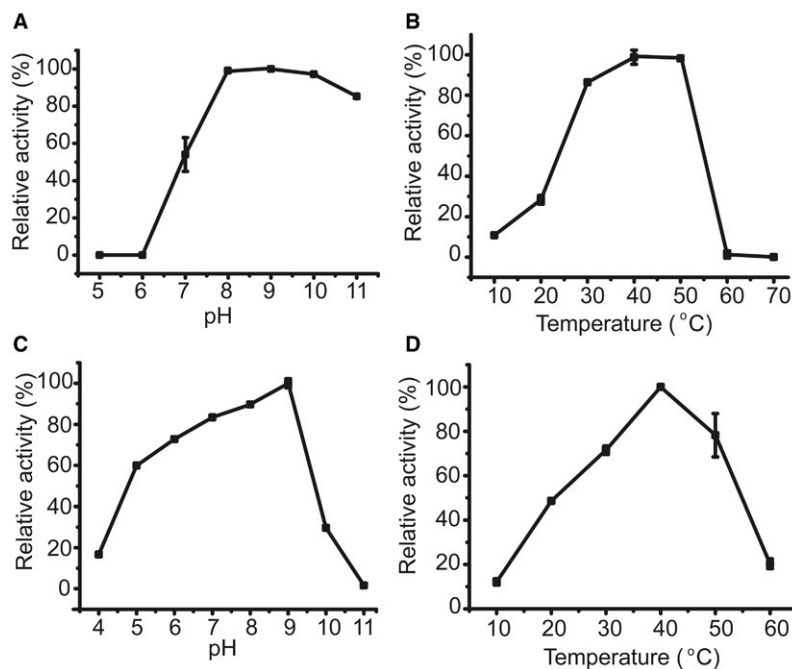 A
Relative activity (%)
100
80
60
40
20
0
5 6 7 8 9 10 11
pH
B
Relative activity (%)
100
80
60
40
20
0
10 20 30 40 50 60 70
Temperature (°C)
C
Relative activity (%)
100
80
60
40
20
0
4 5 6 7 8 9 10 11
pH
D
Relative activity (%)
100
80
60
40
20
0
10 20 30 40 50 60
Temperature (°C)